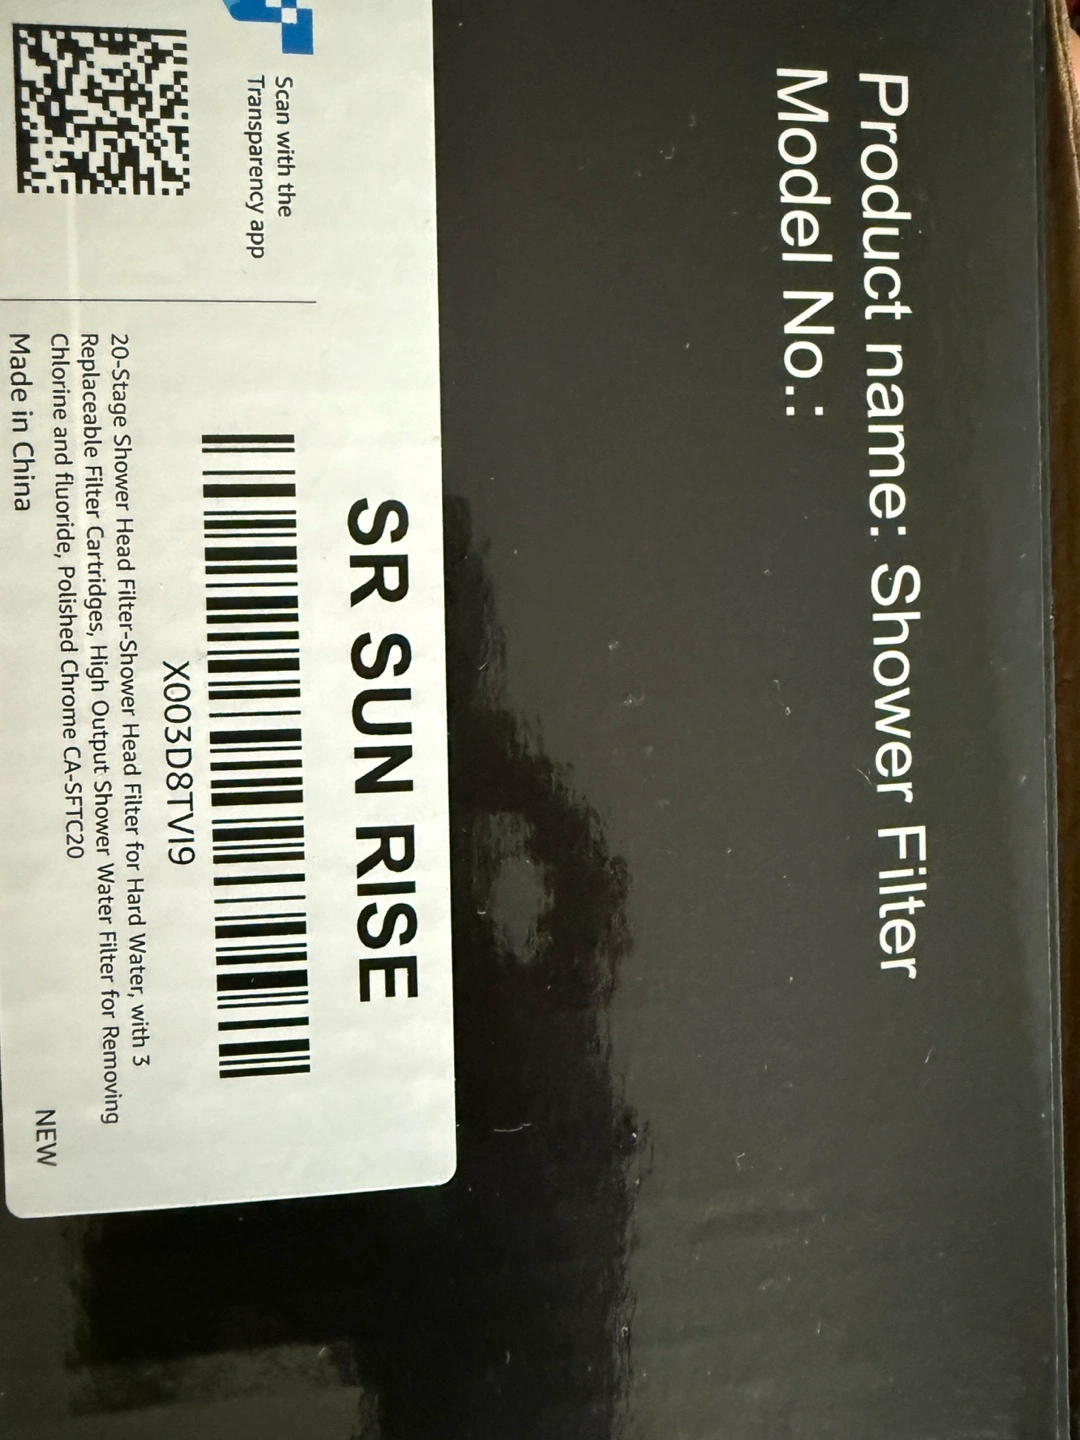 Product name: Shower Filter
Model No.:
SR SUN RISE
Scan with the
Transparency app
X003D8TVI9
20-Stage Shower Head Filter-Shower Head Filter for Hard Water, with 3
Replaceable Filter Cartridges, High Output Shower Water Filter for Removing
Chlorine and fluoride, Polished Chrome CA-SFTC20
Made in China
NEW